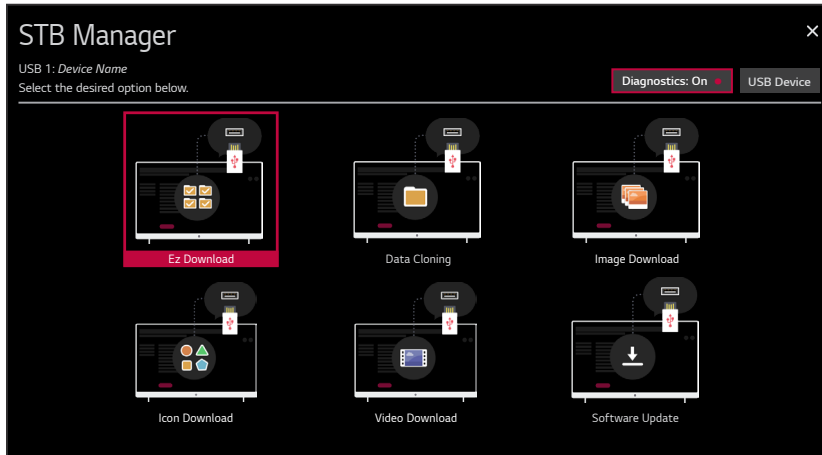 STB Manager
USB 1: Device Name
Select the desired option below.
Diagnostics: On
USB Device
Ez Download
Data Cloning
Image Download
Icon Download
Video Download
Software Update